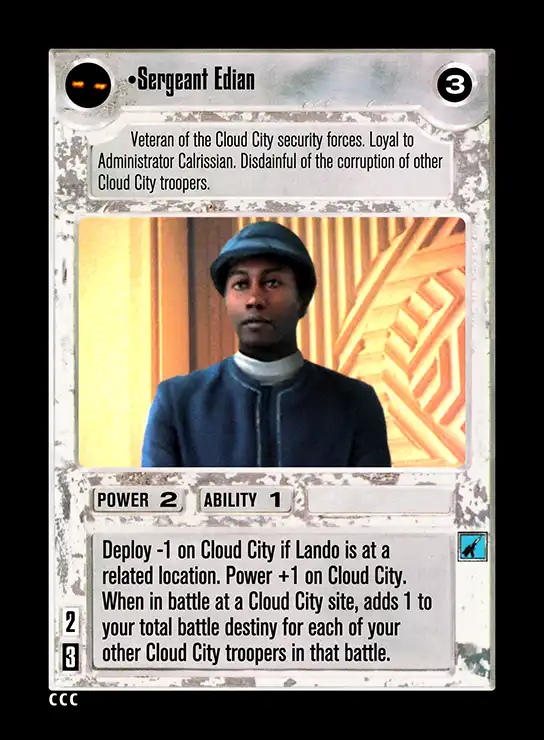 •Sergeant Edian
3
Veteran of the Cloud City security forces. Loyal to
Administrator Calrissian. Disdainful of the corruption of other
Cloud City troopers.
POWER 2 ABILITY 1
Deploy -1 on Cloud City if Lando is at a
related location. Power +1 on Cloud City.
When in battle at a Cloud City site, adds 1 to
your total battle destiny for each of your
other Cloud City troopers in that battle.
2
3
CCC